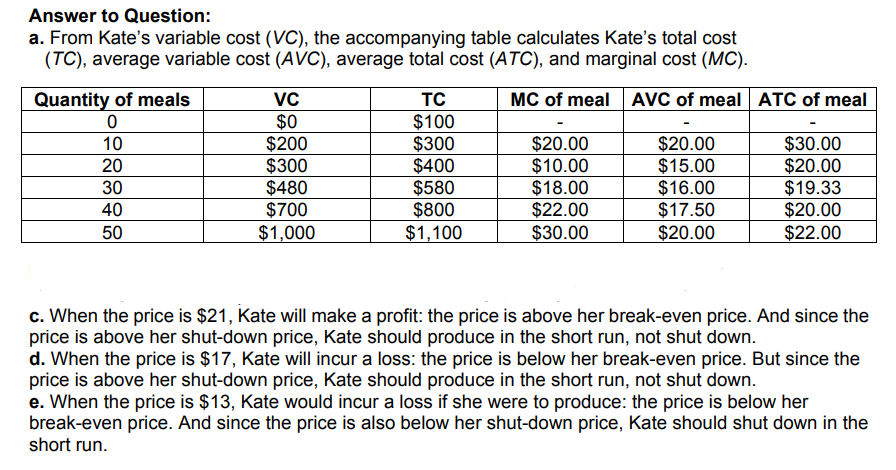 Answer to Question:
a. From Kate's variable cost (VC), the accompanying table calculates Kate's total cost
(TC), average variable cost (AVC), average total cost (ATC), and marginal cost (MC).
Quantity of meals VC TC MC of meal AVC of meal ATC of meal
0 $0 $100 - - -
10 $200 $300 $20.00 $20.00 $30.00
20 $300 $400 $10.00 $15.00 $20.00
30 $480 $580 $18.00 $16.00 $19.33
40 $700 $800 $22.00 $17.50 $20.00
50 $1,000 $1,100 $30.00 $20.00 $22.00
c. When the price is $21, Kate will make a profit: the price is above her break-even price. And since the
price is above her shut-down price, Kate should produce in the short run, not shut down.
d. When the price is $17, Kate will incur a loss: the price is below her break-even price. But since the
price is above her shut-down price, Kate should produce in the short run, not shut down.
e. When the price is $13, Kate would incur a loss if she were to produce: the price is below her
break-even price. And since the price is also below her shut-down price, Kate should shut down in the
short run.